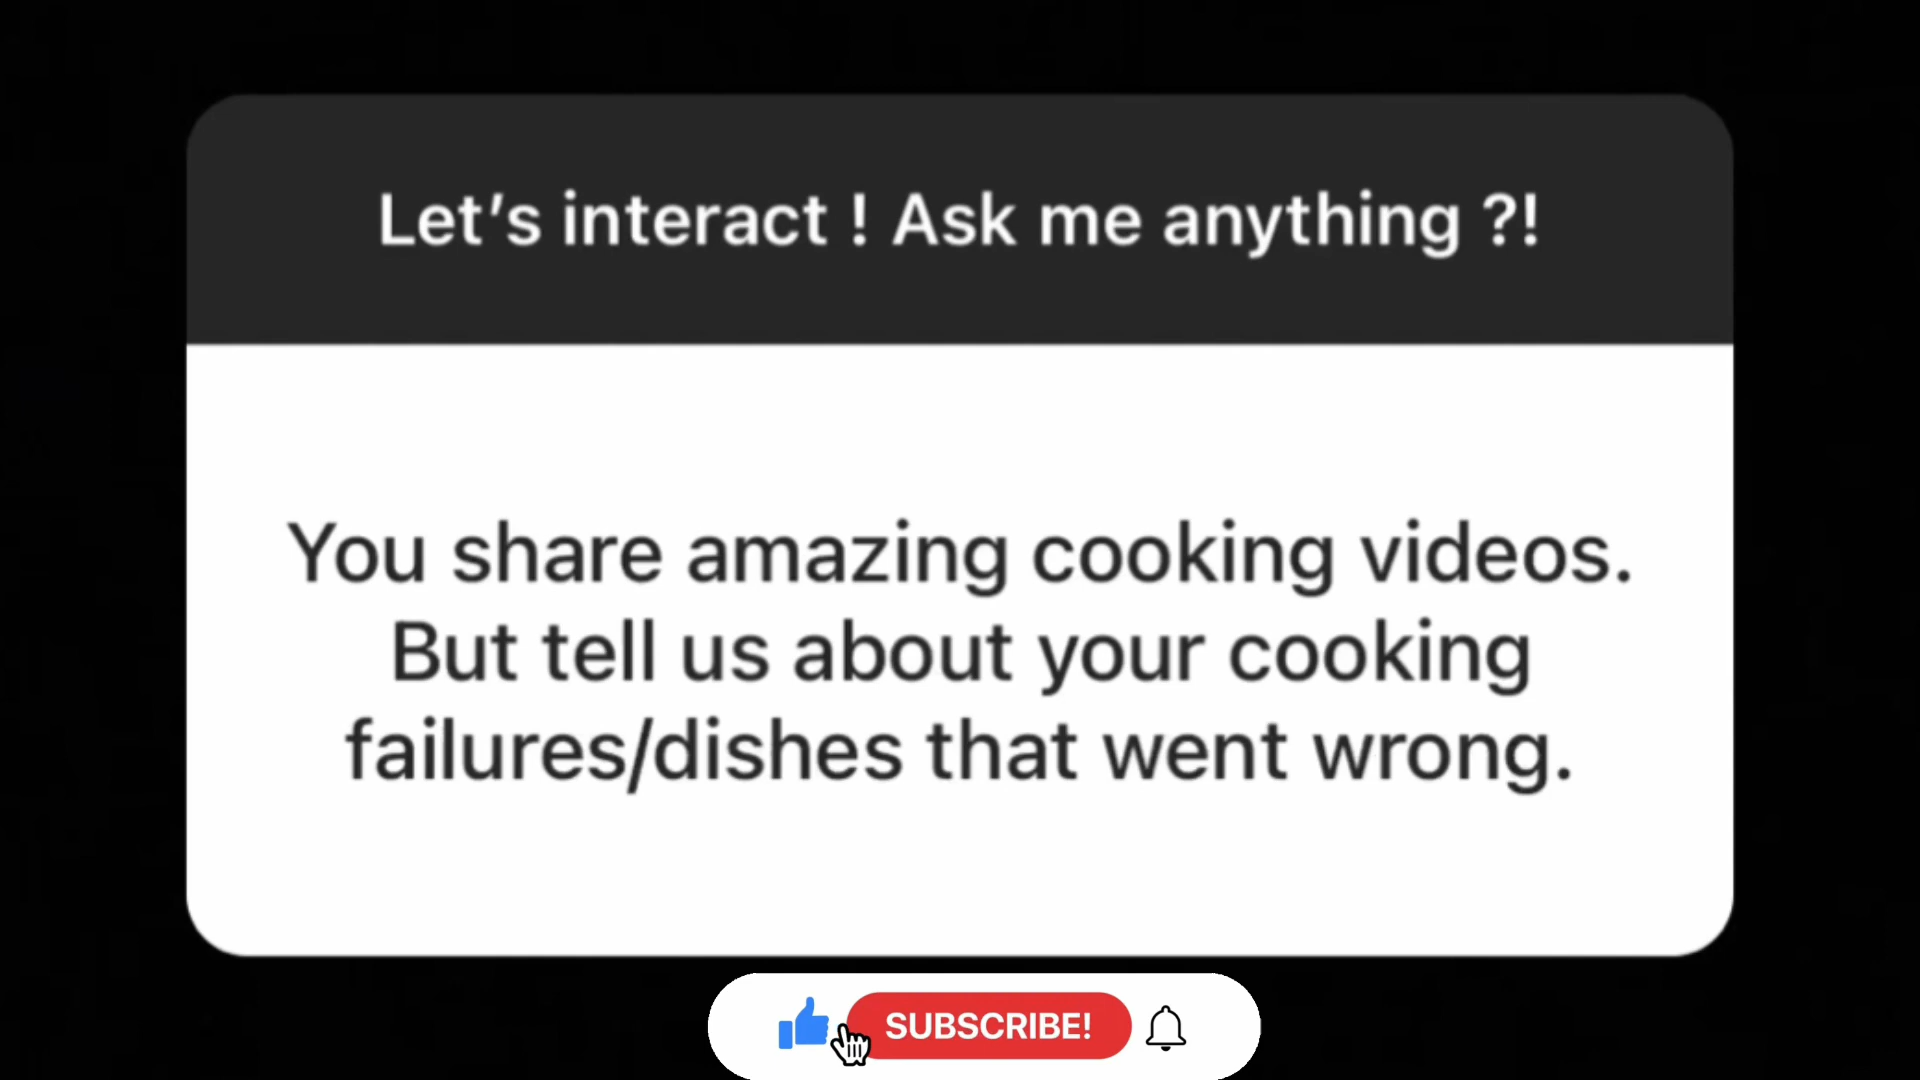 Let’s interact ! Ask me anything ?!
You share amazing cooking videos.
But tell us about your cooking
failures/dishes that went wrong.
SUBSCRIBE!